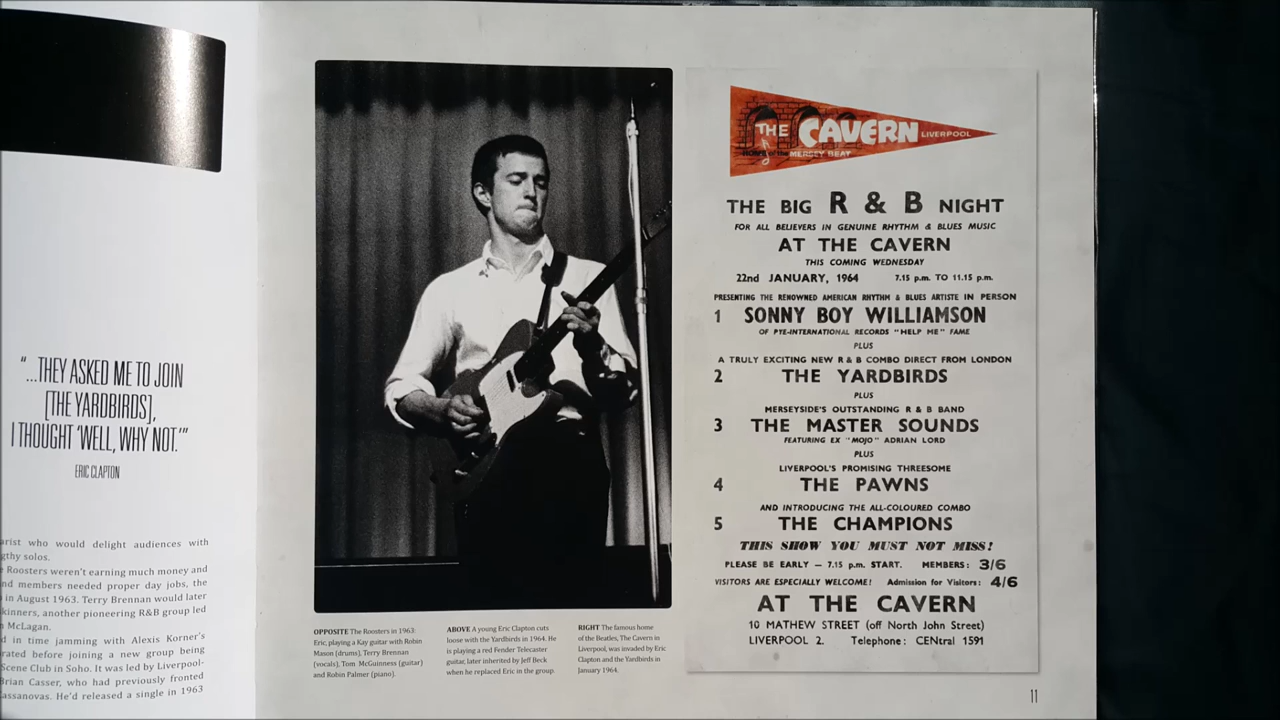 "...THEY ASKED ME TO JOIN
[THE YARDBIRDS],
I THOUGHT 'WELL, WHY NOT.'"
ERIC CLAPTON
arist who would delight audiences with
gthy solos.
Roosters weren't earning much money and
nd members needed proper day jobs, the
in August 1963. Terry Brennan would later
kinners, another pioneering R&B group led
McLagan.
d in time jamming with Alexis Korner's
rated before joining a new group being
Scene Club in Soho. It was led by Liverpool-
Brian Casser, who had previously fronted
assanovas. He'd released a single in 1963
OPPOSITE The Roosters in 1963:
Eric, playing a Kay guitar with Robin
Mason (drums), Terry Brennan
(vocals), Tom McGuinness (guitar)
and Robin Palmer (piano).
ABOVE A young Eric Clapton cuts
loose with the Yardbirds in 1964. He
is playing a red Fender Telecaster
guitar, later inherited by Jeff Beck
when he replaced Eric in the group.
RIGHT The famous home
of the Beatles, The Cavern in
Liverpool, was invaded by Eric
Clapton and the Yardbirds in
January 1964.
THE CAVERN LIVERPOOL
HOME of the MERSEY BEAT
THE BIG R & B NIGHT
FOR ALL BELIEVERS IN GENUINE RHYTHM & BLUES MUSIC
AT THE CAVERN
THIS COMING WEDNESDAY
22nd JANUARY, 1964 7.15 p.m. TO 11.15 p.m.
PRESENTING THE RENOWNED AMERICAN RHYTHM & BLUES ARTISTE IN PERSON
1 SONNY BOY WILLIAMSON
OF PYE-INTERNATIONAL RECORDS "HELP ME" FAME
PLUS
A TRULY EXCITING NEW R & B COMBO DIRECT FROM LONDON
2 THE YARDBIRDS
PLUS
MERSEYSIDE'S OUTSTANDING R & B BAND
3 THE MASTER SOUNDS
FEATURING EX "MOJO" ADRIAN LORD
PLUS
LIVERPOOL'S PROMISING THREESOME
4 THE PAWNS
AND INTRODUCING THE ALL-COLOURED COMBO
5 THE CHAMPIONS
THIS SHOW YOU MUST NOT MISS!
PLEASE BE EARLY — 7.15 p.m. START. MEMBERS: 3/6
VISITORS ARE ESPECIALLY WELCOME! Admission for Visitors: 4/6
AT THE CAVERN
10 MATHEW STREET (off North John Street)
LIVERPOOL 2. Telephone: CENtral 1591
11